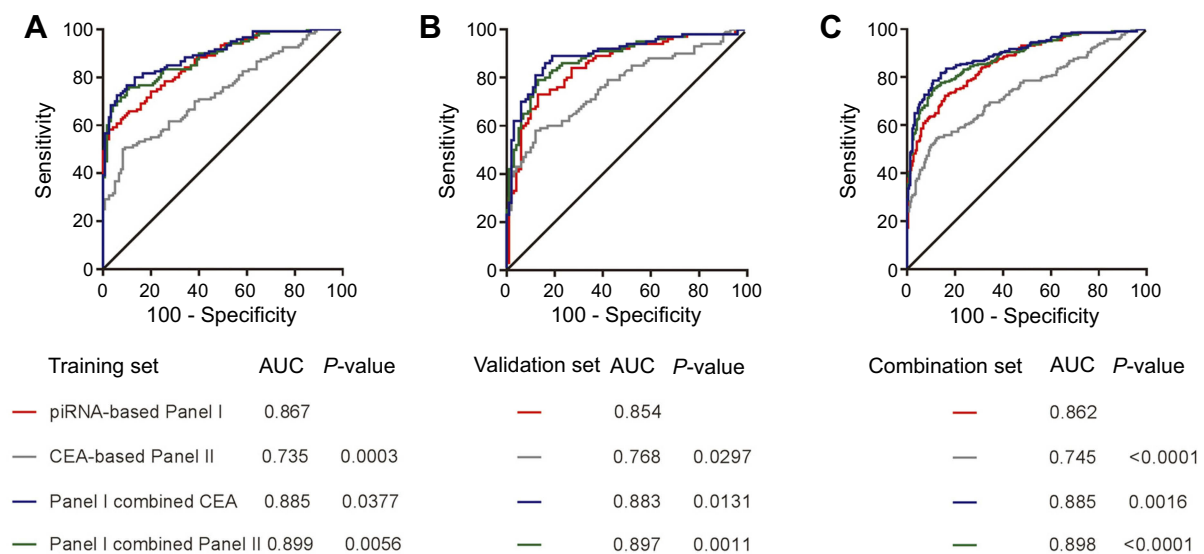 A
B
C
Sensitivity
100
80
60
40
20
0
0 20 40 60 80 100
100 - Specificity
Sensitivity
100
80
60
40
20
0
0 20 40 60 80 100
100 - Specificity
Sensitivity
100
80
60
40
20
0
0 20 40 60 80 100
100 - Specificity
Training set AUC P-value Validation set AUC P-value Combination set AUC P-value
piRNA-based Panel I 0.867 0.854 0.862
CEA-based Panel II 0.735 0.0003 0.768 0.0297 0.745 <0.0001
Panel I combined CEA 0.885 0.0377 0.883 0.0131 0.885 0.0016
Panel I combined Panel II 0.899 0.0056 0.897 0.0011 0.898 <0.0001